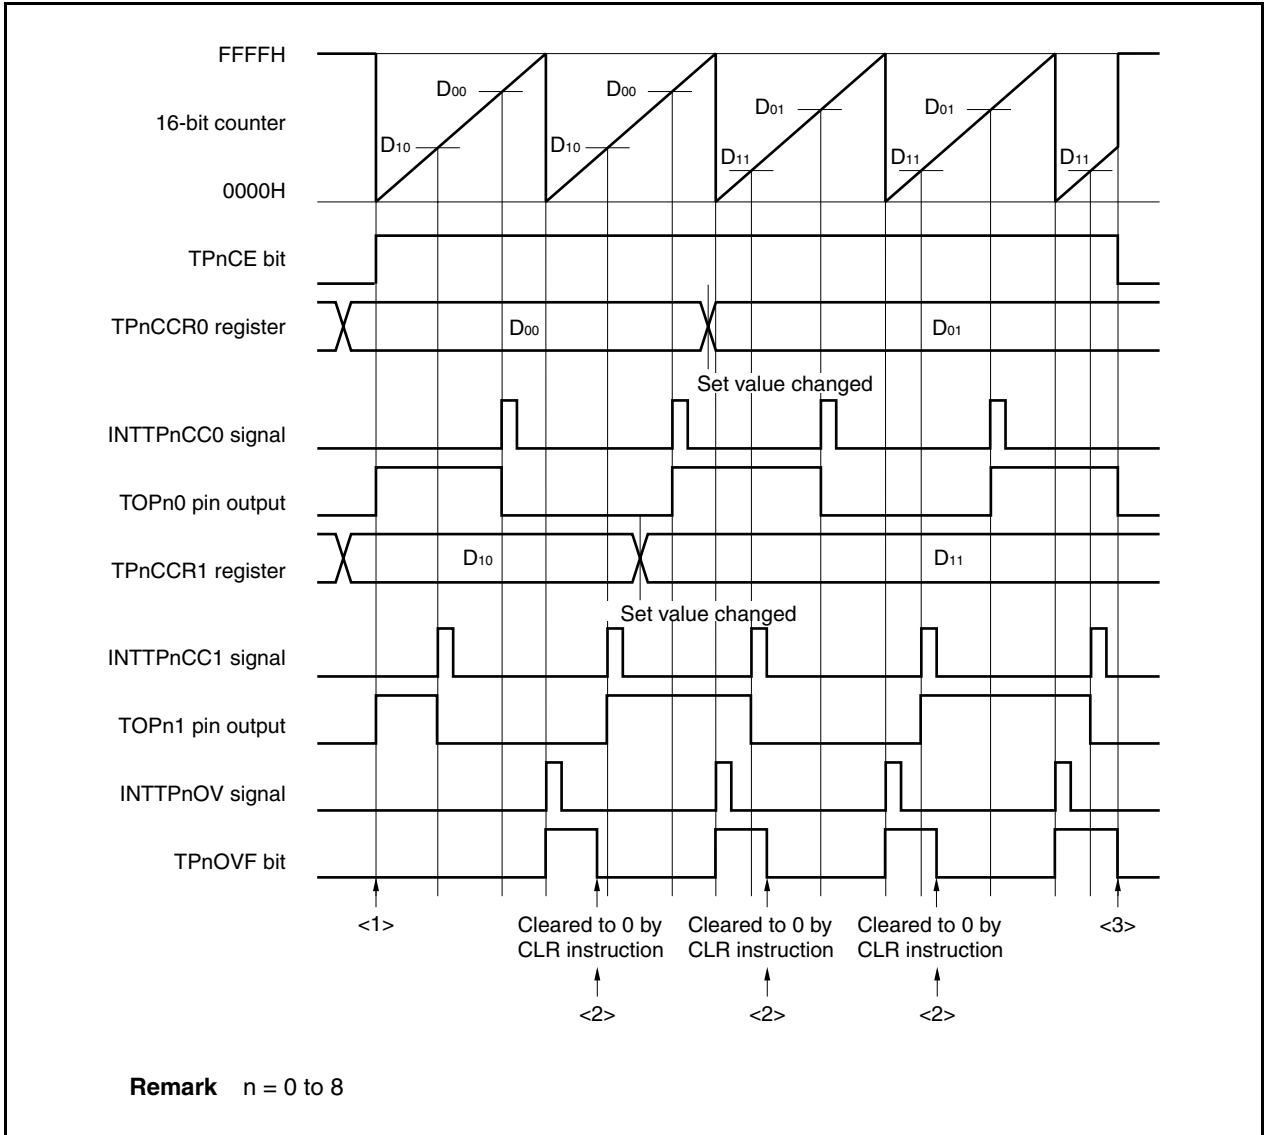 FFFFH
D00 D00
D01 D01
16-bit counter
D10 D10 D11 D11 D11
0000H
TPnCE bit
TPnCCR0 register D00 D01
Set value changed
INTTPnCC0 signal
TOPn0 pin output
TPnCCR1 register D10 D11
Set value changed
INTTPnCC1 signal
TOPn1 pin output
INTTPnOV signal
TPnOVF bit
<1> Cleared to 0 by Cleared to 0 by Cleared to 0 by <3>
CLR instruction CLR instruction CLR instruction
<2> <2> <2>
Remark n = 0 to 8